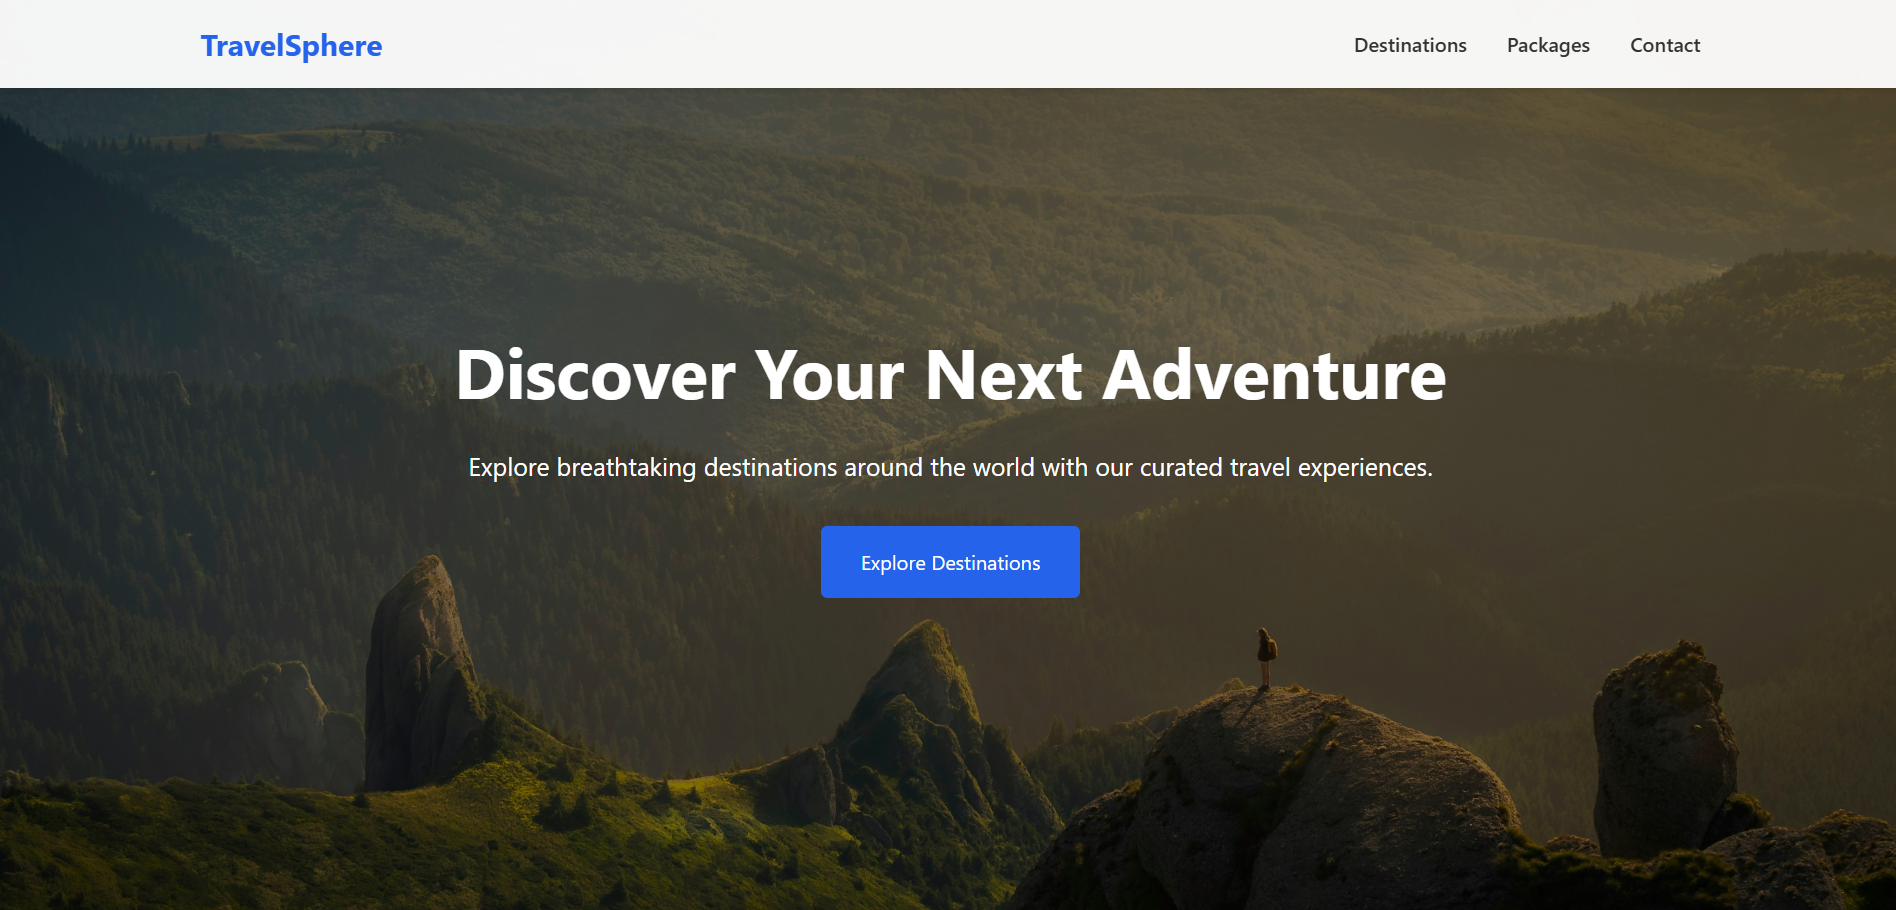 TravelSphere
Destinations
Packages
Contact
Discover Your Next Adventure
Explore breathtaking destinations around the world with our curated travel experiences.
Explore Destinations